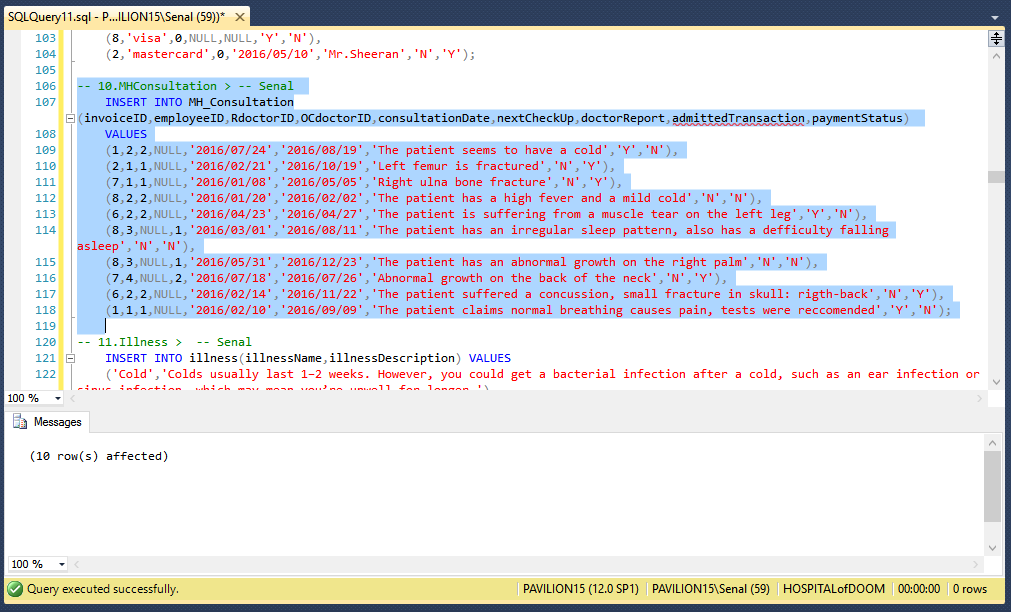 SQLQuery11.sql - P...ILION15\Senal (59))*
103 (8,'visa',0,NULL,NULL,'Y','N'),
104 (2,'mastercard',0,'2016/05/10','Mr.Sheeran','N','Y');
105
106 -- 10.MHConsultation > -- Senal
107 INSERT INTO MH_Consultation
(invoiceID,employeeID,RdoctorID,OCdoctorID,consultationDate,nextCheckUp,doctorReport,admittedTransaction,paymentStatus)
108 VALUES
109 (1,2,2,NULL,'2016/07/24','2016/08/19','The patient seems to have a cold','Y','N'),
110 (2,1,1,NULL,'2016/02/21','2016/10/19','Left femur is fractured','N','Y'),
111 (7,1,1,NULL,'2016/01/08','2016/05/05','Right ulna bone fracture','N','Y'),
112 (8,2,2,NULL,'2016/01/20','2016/02/02','The patient has a high fever and a mild cold','N','N'),
113 (6,2,2,NULL,'2016/04/23','2016/04/27','The patient is suffering from a muscle tear on the left leg','Y','N'),
114 (8,3,NULL,1,'2016/03/01','2016/08/11','The patient has an irregular sleep pattern, also has a defficulty falling
asleep','N','N'),
115 (8,3,NULL,1,'2016/05/31','2016/12/23','The patient has an abnormal growth on the right palm','N','N'),
116 (7,4,NULL,2,'2016/07/18','2016/07/26','Abnormal growth on the back of the neck','N','Y'),
117 (6,2,2,NULL,'2016/02/14','2016/11/22','The patient suffered a concussion, small fracture in skull: rigth-back','N','Y'),
118 (1,1,1,NULL,'2016/02/10','2016/09/09','The patient claims normal breathing causes pain, tests were reccomended','Y','N');
119
120 -- 11.Illness > -- Senal
121 INSERT INTO illness(illnessName,illnessDescription) VALUES
122 ('Cold','Colds usually last 1-2 weeks. However, you could get a bacterial infection after a cold, such as an ear infection or
sinus infection, which may mean you're unwell for longer.')
100 %
Messages
(10 row(s) affected)
100 %
Query executed successfully. PAVILION15 (12.0 SP1) PAVILION15\Senal (59) HOSPITALofDOOM 00:00:00 0 rows